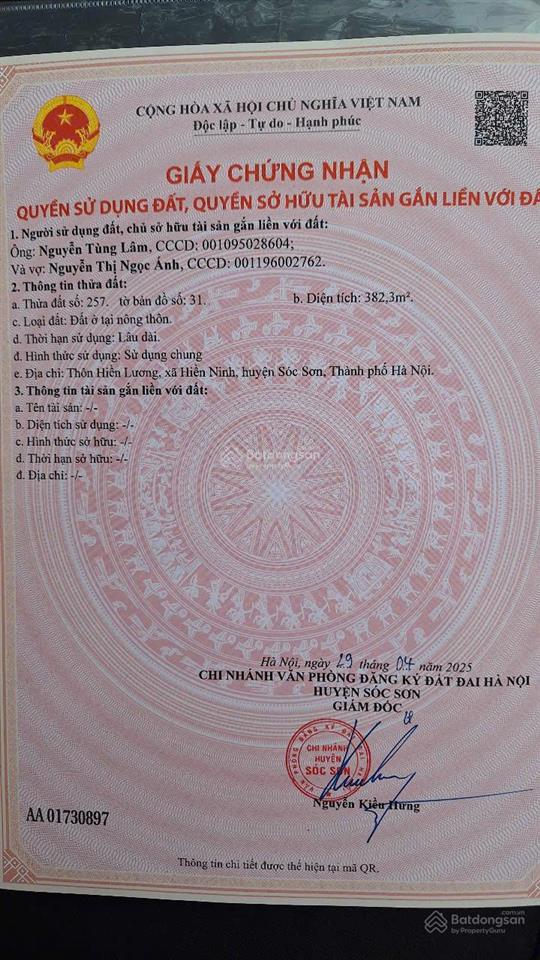 CỘNG HÒA XÃ HỘI CHỦ NGHĨA VIỆT NAM
Độc lập - Tự do - Hạnh phúc
GIẤY CHỨNG NHẬN
QUYỀN SỬ DỤNG ĐẤT, QUYỀN SỞ HỮU TÀI SẢN GẮN LIỀN VỚI ĐẤ
1. Người sử dụng đất, chủ sở hữu tài sản gắn liền với đất:
Ông: Nguyễn Tùng Lâm, CCCD: 001095028604;
Và vợ: Nguyễn Thị Ngọc Ánh, CCCD: 001196002762.
2. Thông tin thửa đất:
a. Thửa đất số: 257. tờ bản đồ số: 31. b. Diện tích: 382,3m².
c. Loại đất: Đất ở tại nông thôn.
d. Thời hạn sử dụng: Lâu dài.
đ. Hình thức sử dụng: Sử dụng chung
e. Địa chỉ: Thôn Hiền Lương, xã Hiền Ninh, huyện Sóc Sơn, Thành phố Hà Nội.
3. Thông tin tài sản gắn liền với đất:
a. Tên tài sản: -/-
b. Diện tích sử dụng: -/-
c. Hình thức sở hữu: -/-
d. Thời hạn sở hữu: -/-
đ. Địa chỉ: -/-
Batdongsan
by PropertyGuru
Hà Nội, ngày 29 tháng 04 năm 2025
CHI NHÁNH VĂN PHÒNG ĐĂNG KÝ ĐẤT ĐAI HÀ NỘI
HUYỆN SÓC SƠN
GIÁM ĐỐC
CHI NHÁNH
HUYỆN
SÓC SƠN
Nguyễn Kiều Hưng
AA 01730897
Thông tin chi tiết được thể hiện tại mã QR.
Batdongsan
.com.vn
by PropertyGuru